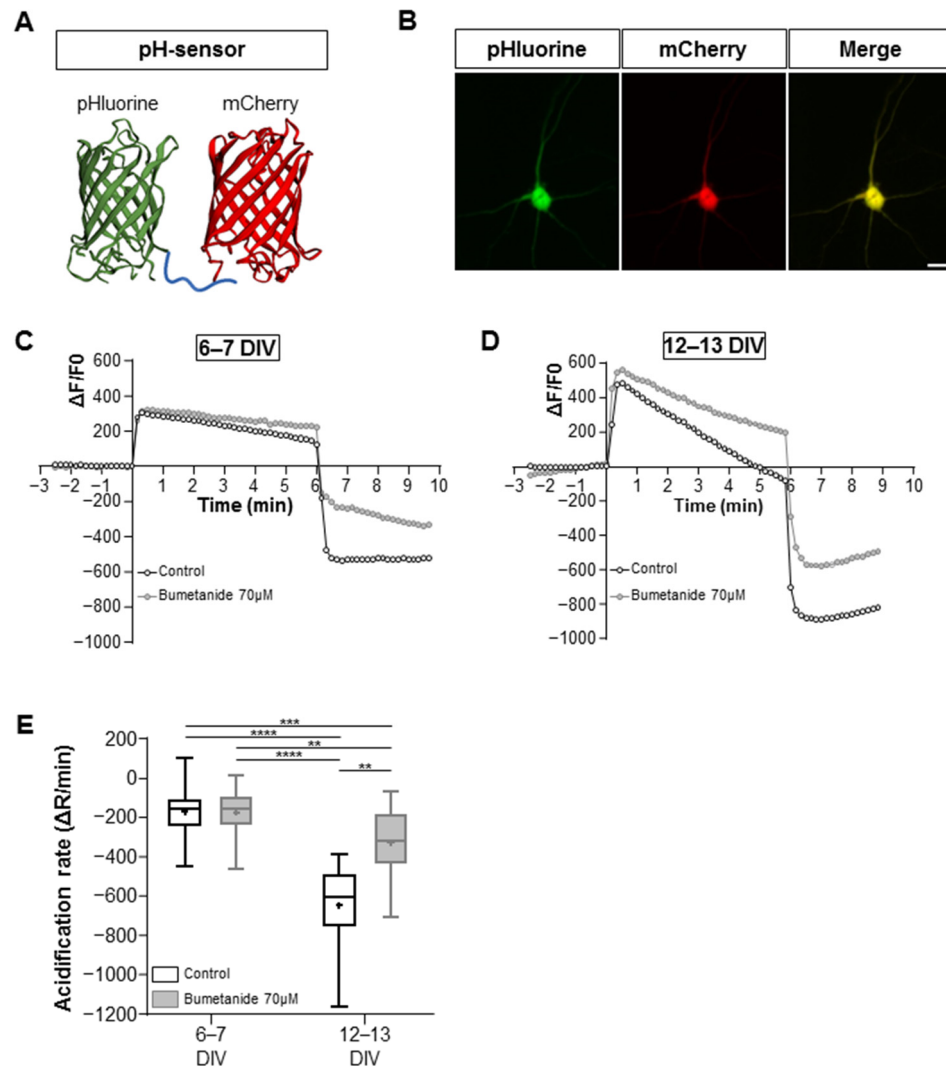 A
pH-sensor
pHluorine
mCherry
B
pHluorine
mCherry
Merge
C
6–7 DIV
ΔF/F0
600
400
200
0
−200
−400
−600
−800
−1000
−3 −2 −1 0 1 2 3 4 5 6 7 8 9 10
Time (min)
Control
Bumetanide 70µM
D
12–13 DIV
ΔF/F0
600
400
200
0
−200
−400
−600
−800
−1000
−3 −2 −1 0 1 2 3 4 5 6 7 8 9 10
Time (min)
Control
Bumetanide 70µM
E
***
****
**
****
**
Acidification rate (ΔR/min)
200
0
−200
−400
−600
−800
−1000
−1200
Control
Bumetanide 70µM
6–7
DIV
12–13
DIV